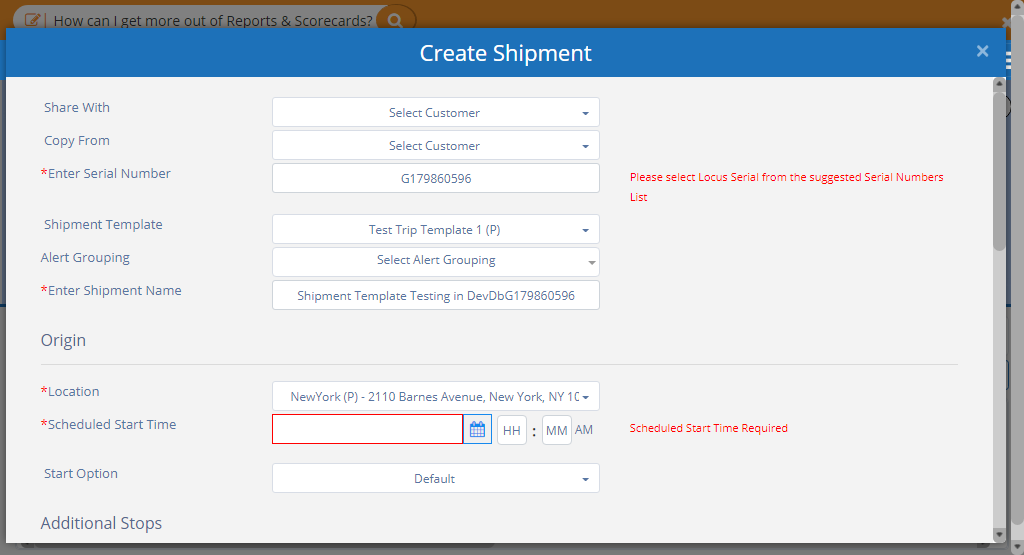 How can I get more out of Reports & Scorecards?
Create Shipment
×
Share With
Select Customer
Copy From
Select Customer
*Enter Serial Number
G179860596
Please select Locus Serial from the suggested Serial Numbers
List
Shipment Template
Test Trip Template 1 (P)
Alert Grouping
Select Alert Grouping
*Enter Shipment Name
Shipment Template Testing in DevDbG179860596
Origin
*Location
NewYork (P) - 2110 Barnes Avenue, New York, NY 10
*Scheduled Start Time
HH : MM AM
Scheduled Start Time Required
Start Option
Default
Additional Stops